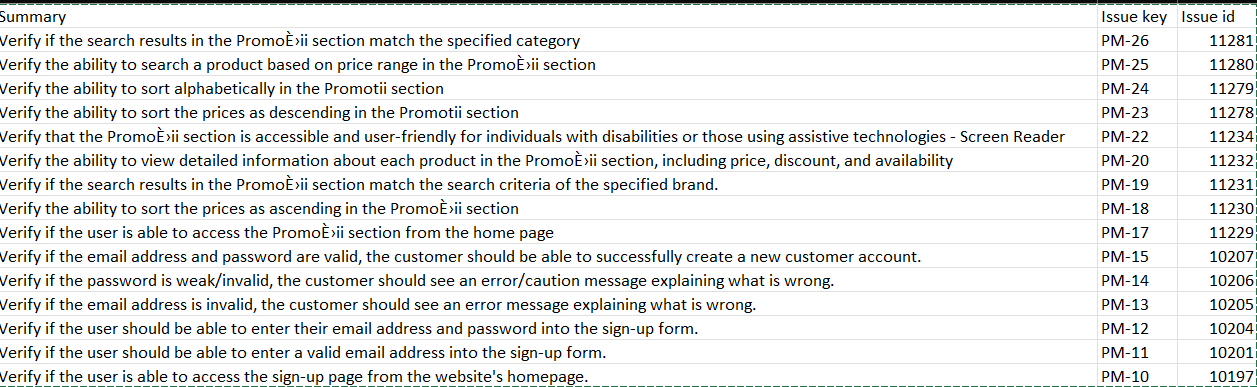 Summary Issue key Issue id
Verify if the search results in the PromoÈ›ii section match the specified category PM-26 11281
Verify the ability to search a product based on price range in the PromoÈ›ii section PM-25 11280
Verify the ability to sort alphabetically in the Promotii section PM-24 11279
Verify the ability to sort the prices as descending in the Promotii section PM-23 11278
Verify that the PromoÈ›ii section is accessible and user-friendly for individuals with disabilities or those using assistive technologies - Screen Reader PM-22 11234
Verify the ability to view detailed information about each product in the PromoÈ›ii section, including price, discount, and availability PM-20 11232
Verify if the search results in the PromoÈ›ii section match the search criteria of the specified brand. PM-19 11231
Verify the ability to sort the prices as ascending in the PromoÈ›ii section PM-18 11230
Verify if the user is able to access the PromoÈ›ii section from the home page PM-17 11229
Verify if the email address and password are valid, the customer should be able to successfully create a new customer account. PM-15 10207
Verify if the password is weak/invalid, the customer should see an error/caution message explaining what is wrong. PM-14 10206
Verify if the email address is invalid, the customer should see an error message explaining what is wrong. PM-13 10205
Verify if the user should be able to enter their email address and password into the sign-up form. PM-12 10204
Verify if the user should be able to enter a valid email address into the sign-up form. PM-11 10201
Verify if the user is able to access the sign-up page from the website's homepage. PM-10 10197